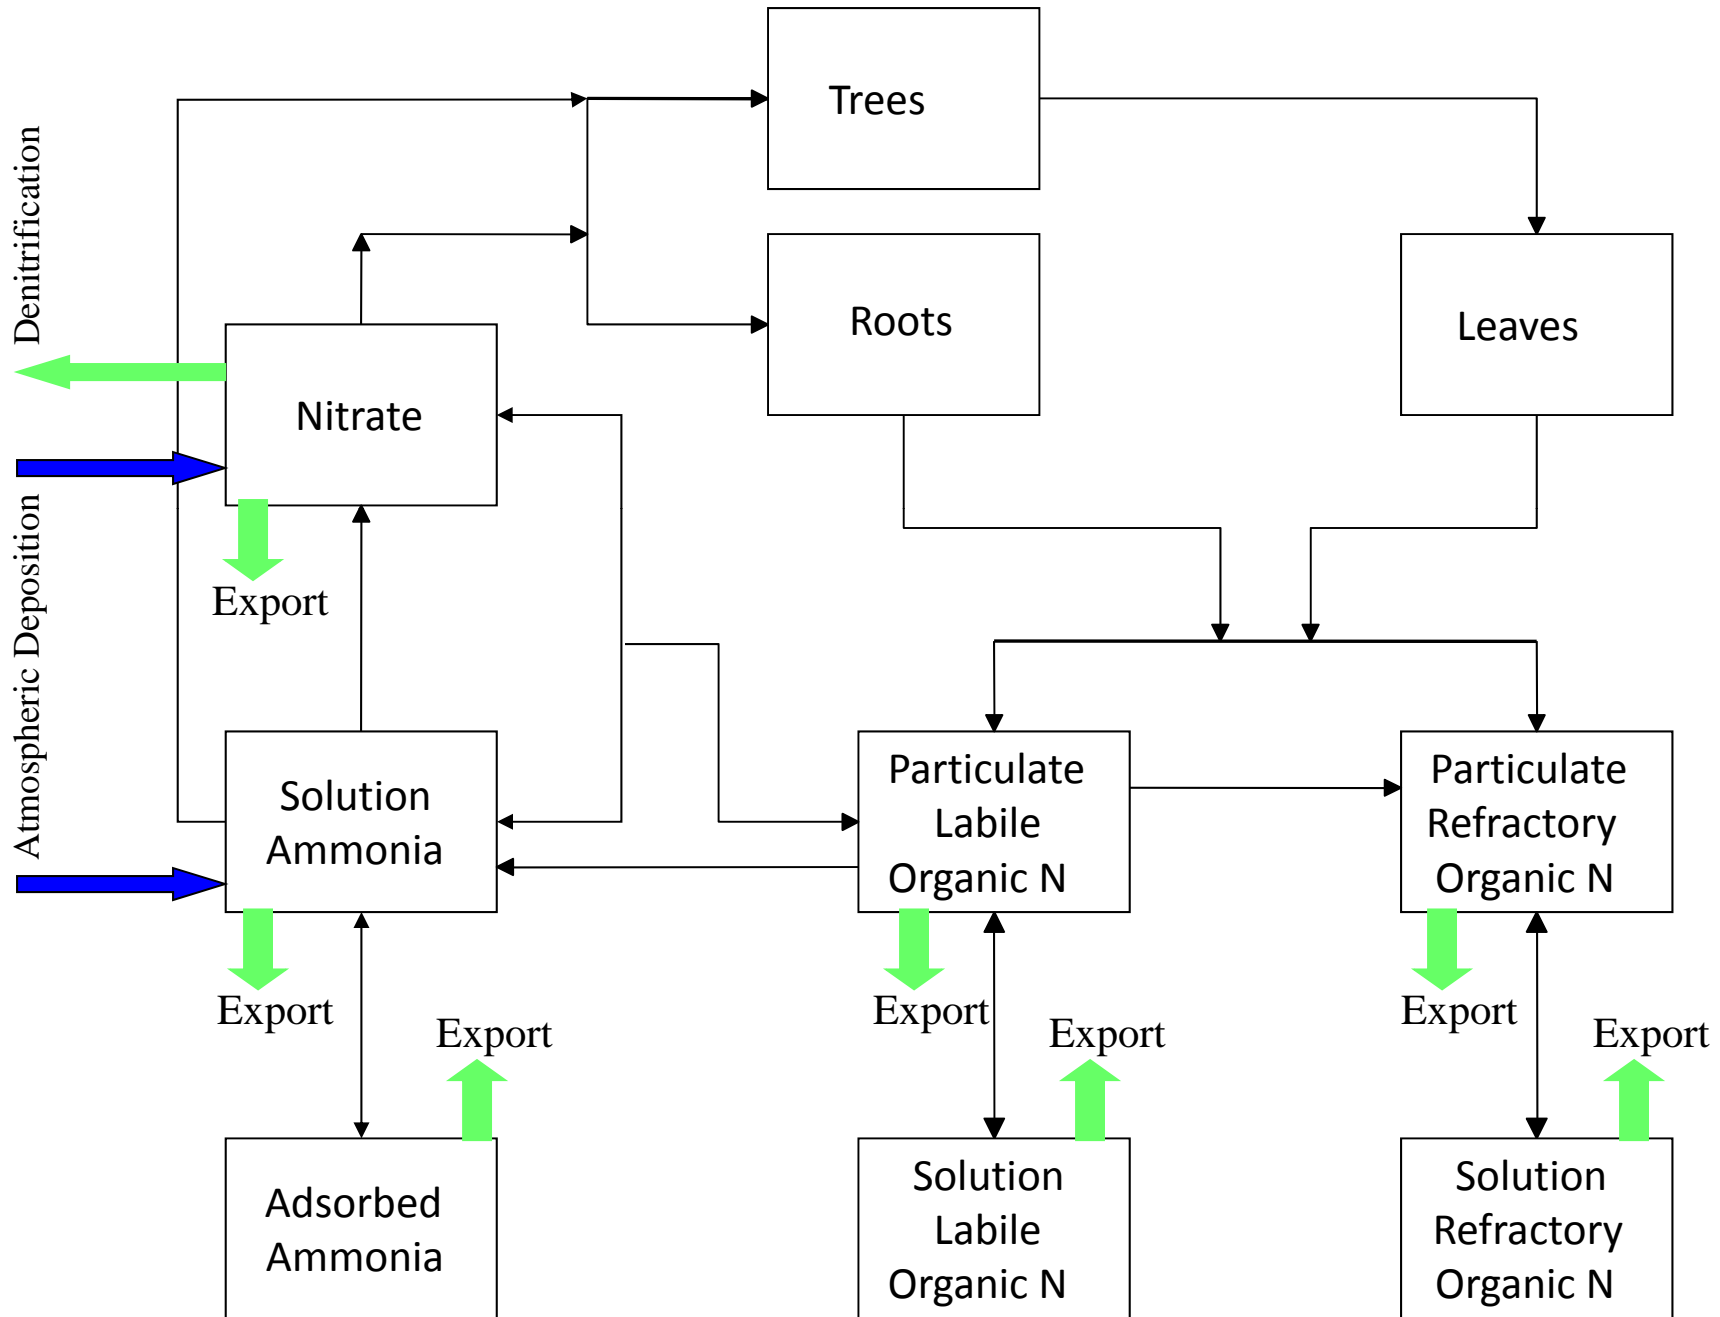 Trees
Denitrification
Roots
Leaves
Nitrate
Atmospheric Deposition
Export
Solution
Ammonia
Particulate
Labile
Organic N
Particulate
Refractory
Organic N
Export
Export
Export
Export
Export
Export
Adsorbed
Ammonia
Solution
Labile
Organic N
Solution
Refractory
Organic N